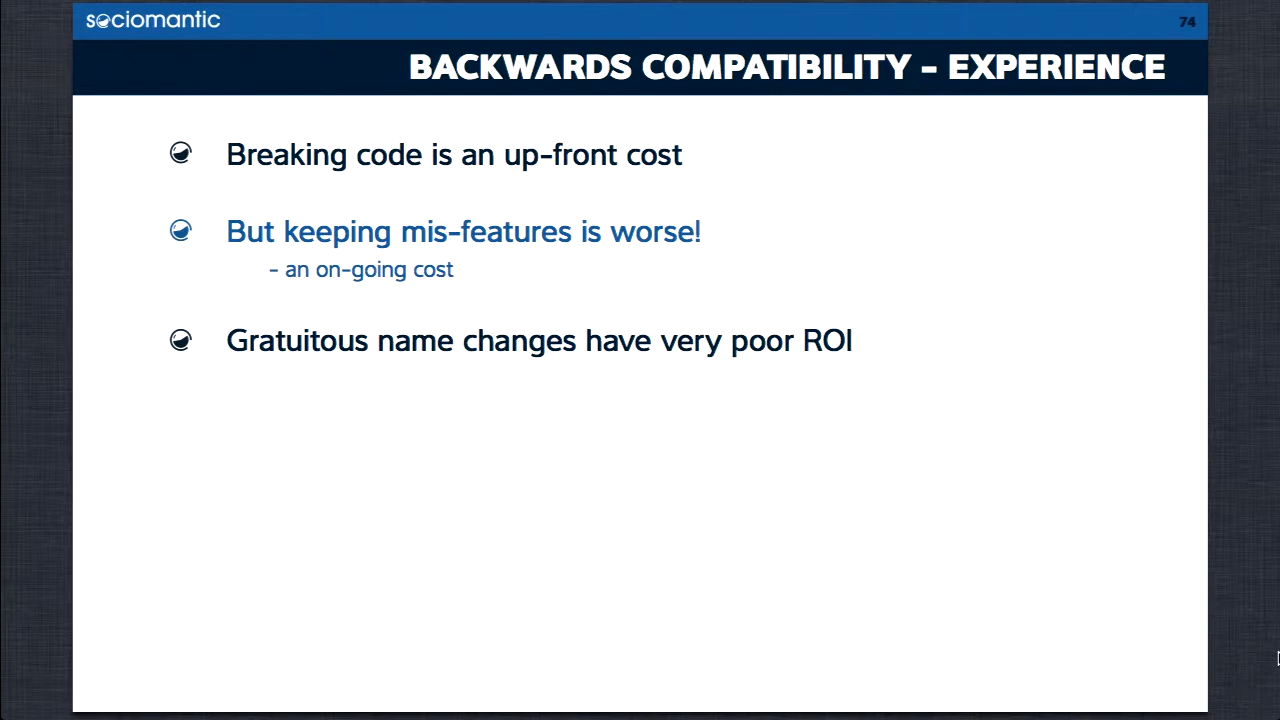 sociomantic
74
BACKWARDS COMPATIBILITY - EXPERIENCE
Breaking code is an up-front cost
But keeping mis-features is worse!
- an on-going cost
Gratuitous name changes have very poor ROI